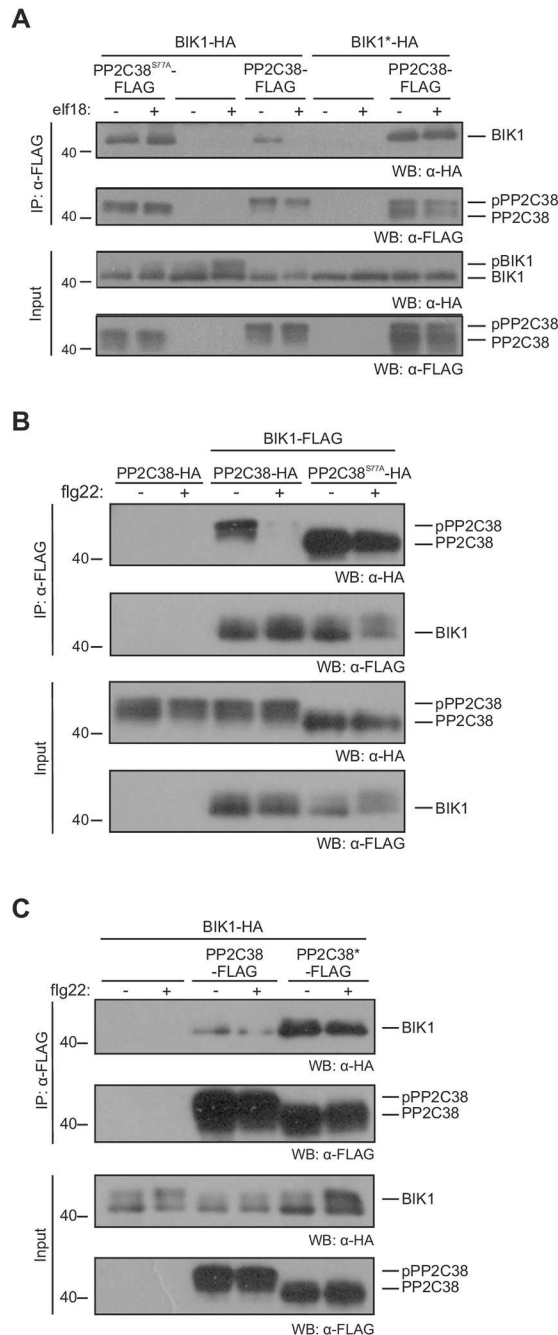 A
BIK1-HA BIK1*-HA
PP2C38S77A- PP2C38- PP2C38-
FLAG FLAG FLAG
elf18: - + - + - + - + - +
IP: α-FLAG
40
BIK1
WB: α-HA
40
pPP2C38
PP2C38
WB: α-FLAG
Input
40
pBIK1
BIK1
WB: α-HA
40
pPP2C38
PP2C38
WB: α-FLAG
B
BIK1-FLAG
PP2C38-HA PP2C38-HA PP2C38S77A-HA
flg22: - + - + - +
IP: α-FLAG
40
pPP2C38
PP2C38
WB: α-HA
40
BIK1
WB: α-FLAG
Input
40
pPP2C38
PP2C38
WB: α-HA
40
BIK1
WB: α-FLAG
C
BIK1-HA
PP2C38 PP2C38*
-FLAG -FLAG
flg22: - + - + - +
IP: α-FLAG
40
BIK1
WB: α-HA
40
pPP2C38
PP2C38
WB: α-FLAG
Input
40
BIK1
WB: α-HA
40
pPP2C38
PP2C38
WB: α-FLAG